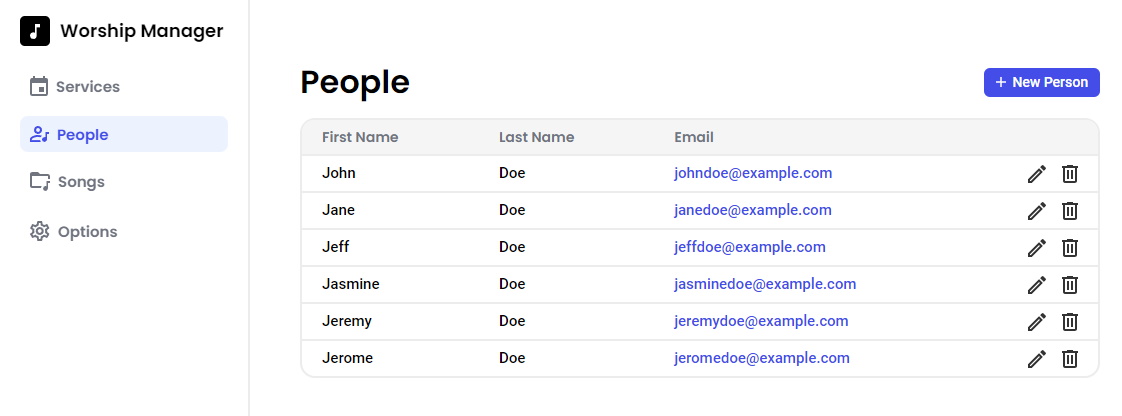 Worship Manager
Services
People
Songs
Options
People
+ New Person
First Name Last Name Email
John Doe johndoe@example.com
Jane Doe janedoe@example.com
Jeff Doe jeffdoe@example.com
Jasmine Doe jasminedoe@example.com
Jeremy Doe jeremydoe@example.com
Jerome Doe jeromedoe@example.com